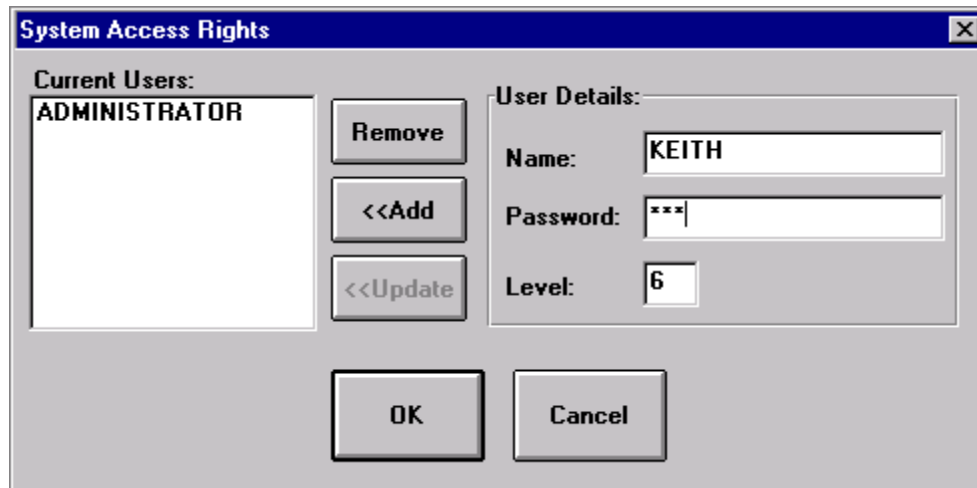 System Access Rights
Current Users:
ADMINISTRATOR
Remove
<<Add
<<Update
User Details:
Name: KEITH
Password: ***
Level: 6
OK
Cancel